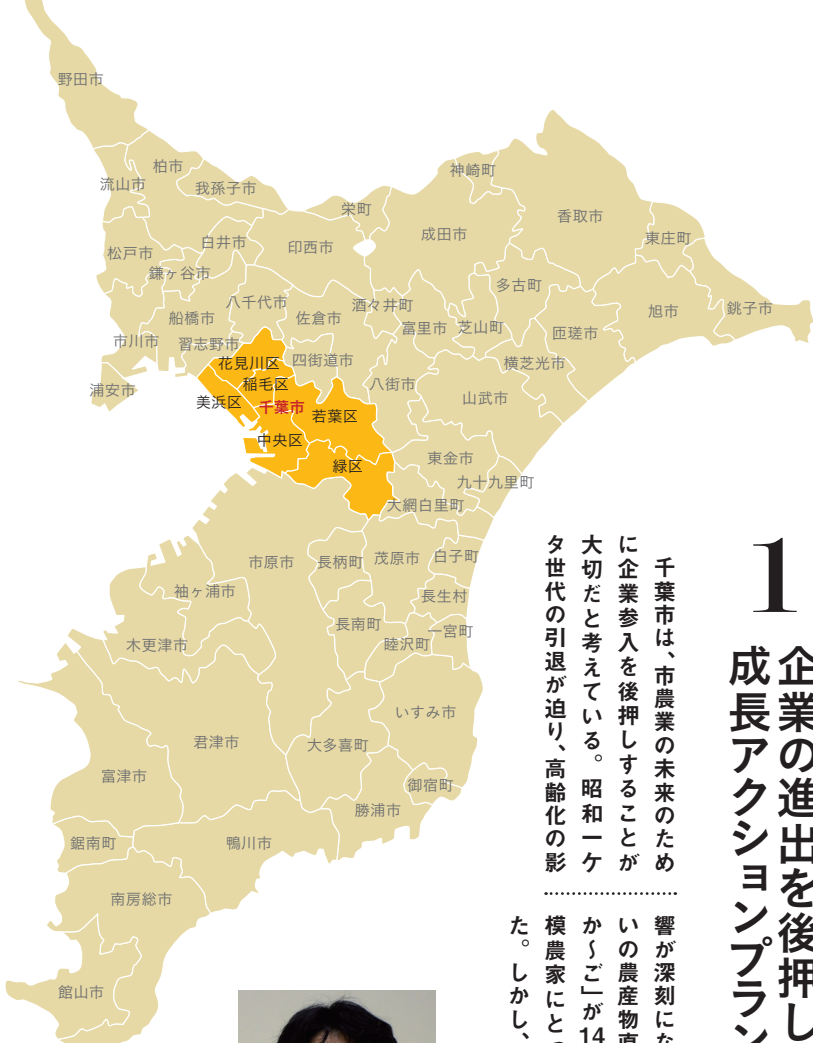 野田市
柏市
流山市
我孫子市
神崎町
栄町
香取市
成田市
東庄町
白井市
印西市
松戸市
鎌ヶ谷市
多古町
八千代市
酒々井町
旭市
銚子市
船橋市
佐倉市
富里市
芝山町
匝瑳市
市川市
習志野市
花見川区
四街道市
横芝光市
稲毛区
八街市
浦安市
美浜区
千葉市
若葉区
山武市
中央区
緑区
東金市
九十九里町
大網白里町
市原市
長柄町
茂原市
白子町
袖ヶ浦市
長生村
長南町
一宮町
木更津市
睦沢町
いすみ市
君津市
大多喜町
富津市
御宿町
勝浦市
鋸南町
鴨川市
南房総市
館山市
1
企業の進出を後押し
成長アクションプラン
千葉市は、市農業の未来のため
に企業参入を後押しすることが
大切だと考えている。昭和一ケ
タ世代の引退が迫り、高齢化の影
響が深刻にな
いの農産物直
か〜ご」が14
模農家にとっ
た。しかし、